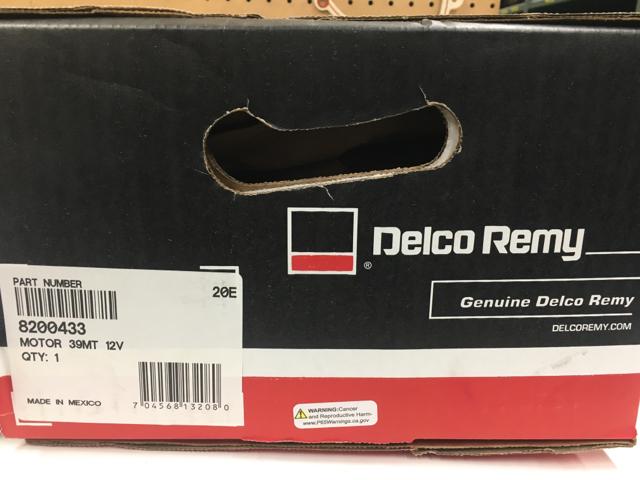 Delco Remy
®
Genuine Delco Remy
DELCOREMY.COM
PART NUMBER
20E
8200433
MOTOR 39MT 12V
QTY: 1
MADE IN MEXICO
7 04568 13208 0
WARNING: Cancer
and Reproductive Harm-
www.P65Warnings.ca.gov